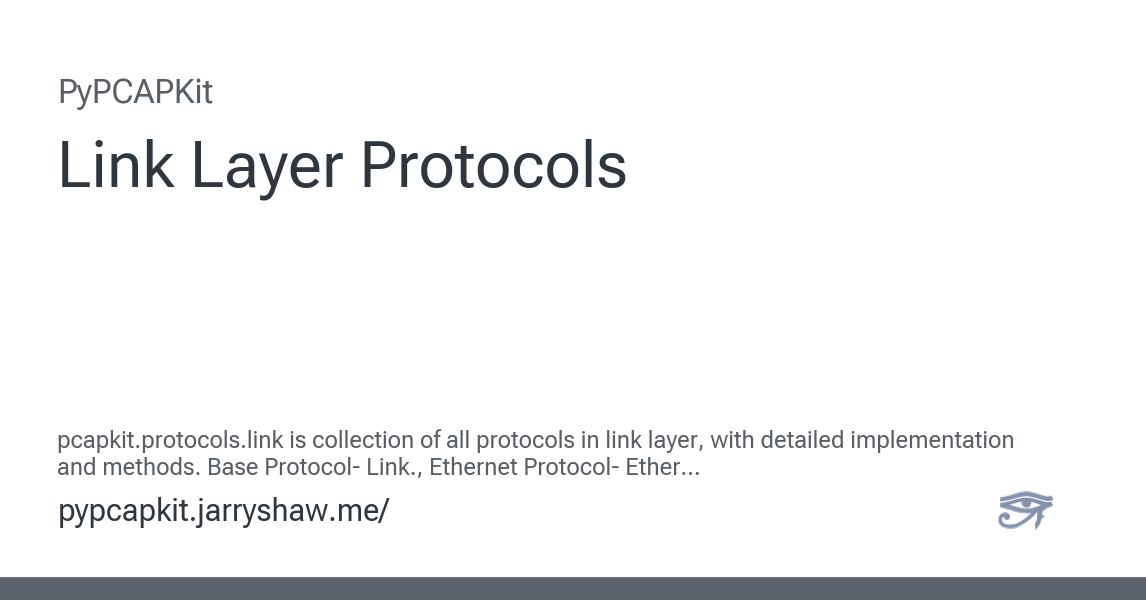 PyPCAPKit
Link Layer Protocols
pcapkit.protocols.link is collection of all protocols in link layer, with detailed implementation
and methods. Base Protocol- Link., Ethernet Protocol- Ether...
pypcapkit.jarryshaw.me/